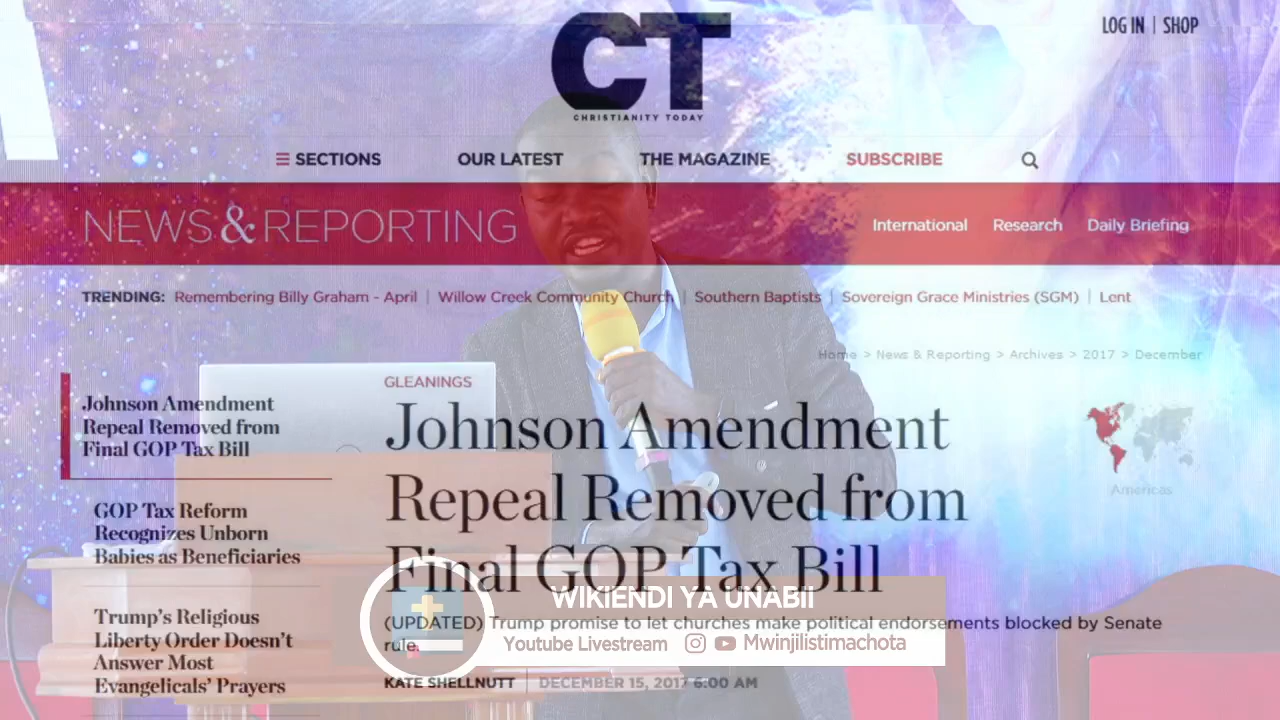 CT
CHRISTIANITY TODAY
LOG IN | SHOP
SECTIONS
OUR LATEST
THE MAGAZINE
SUBSCRIBE
NEWS & REPORTING
International
Research
Daily Briefing
TRENDING: Remembering Billy Graham - April | Willow Creek Community Church | Southern Baptists | Sovereign Grace Ministries (SGM) | Lent
Home > News & Reporting > Archives > 2017 > December
Johnson Amendment
Repeal Removed from
Final GOP Tax Bill
GOP Tax Reform
Recognizes Unborn
Babies as Beneficiaries
Trump's Religious
Liberty Order Doesn't
Answer Most
Evangelicals' Prayers
GLEANINGS
Johnson Amendment
Repeal Removed from
Final GOP Tax Bill
(UPDATED) Trump promise to let churches make political endorsements blocked by Senate
rule.
KATE SHELLNUTT | DECEMBER 15, 2017 6:00 AM
Americas
WIKIENDI YA UNABII
Youtube Livestream
Mwinjilistimachota